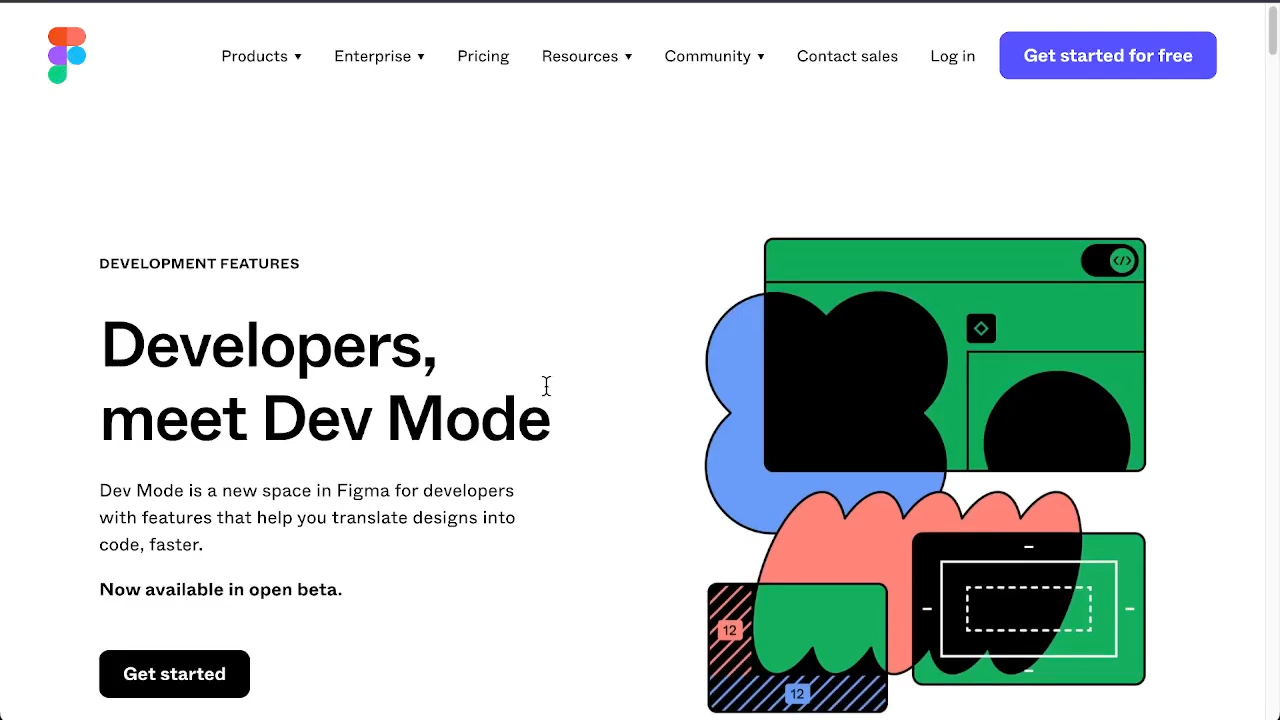 Products ▾ Enterprise ▾ Pricing Resources ▾ Community ▾ Contact sales Log in Get started for free
DEVELOPMENT FEATURES
Developers,
meet Dev Mode
Dev Mode is a new space in Figma for developers
with features that help you translate designs into
code, faster.
Now available in open beta.
Get started
</>
12
12